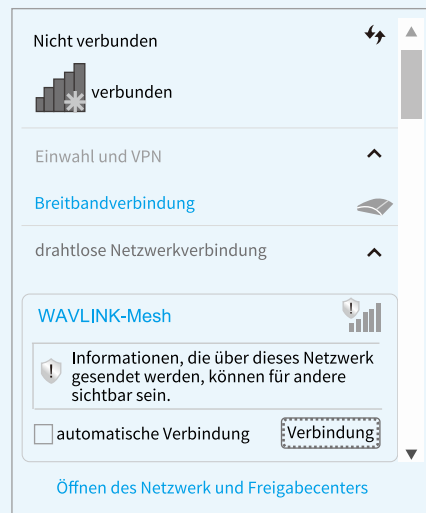 Nicht verbunden
verbunden
Einwahl und VPN
Breitbandverbindung
drahtlose Netzwerkverbindung
WAVLINK-Mesh
Informationen, die über dieses Netzwerk
gesendet werden, können für andere
sichtbar sein.
automatische Verbindung Verbindung
Öffnen des Netzwerk und Freigabecenters